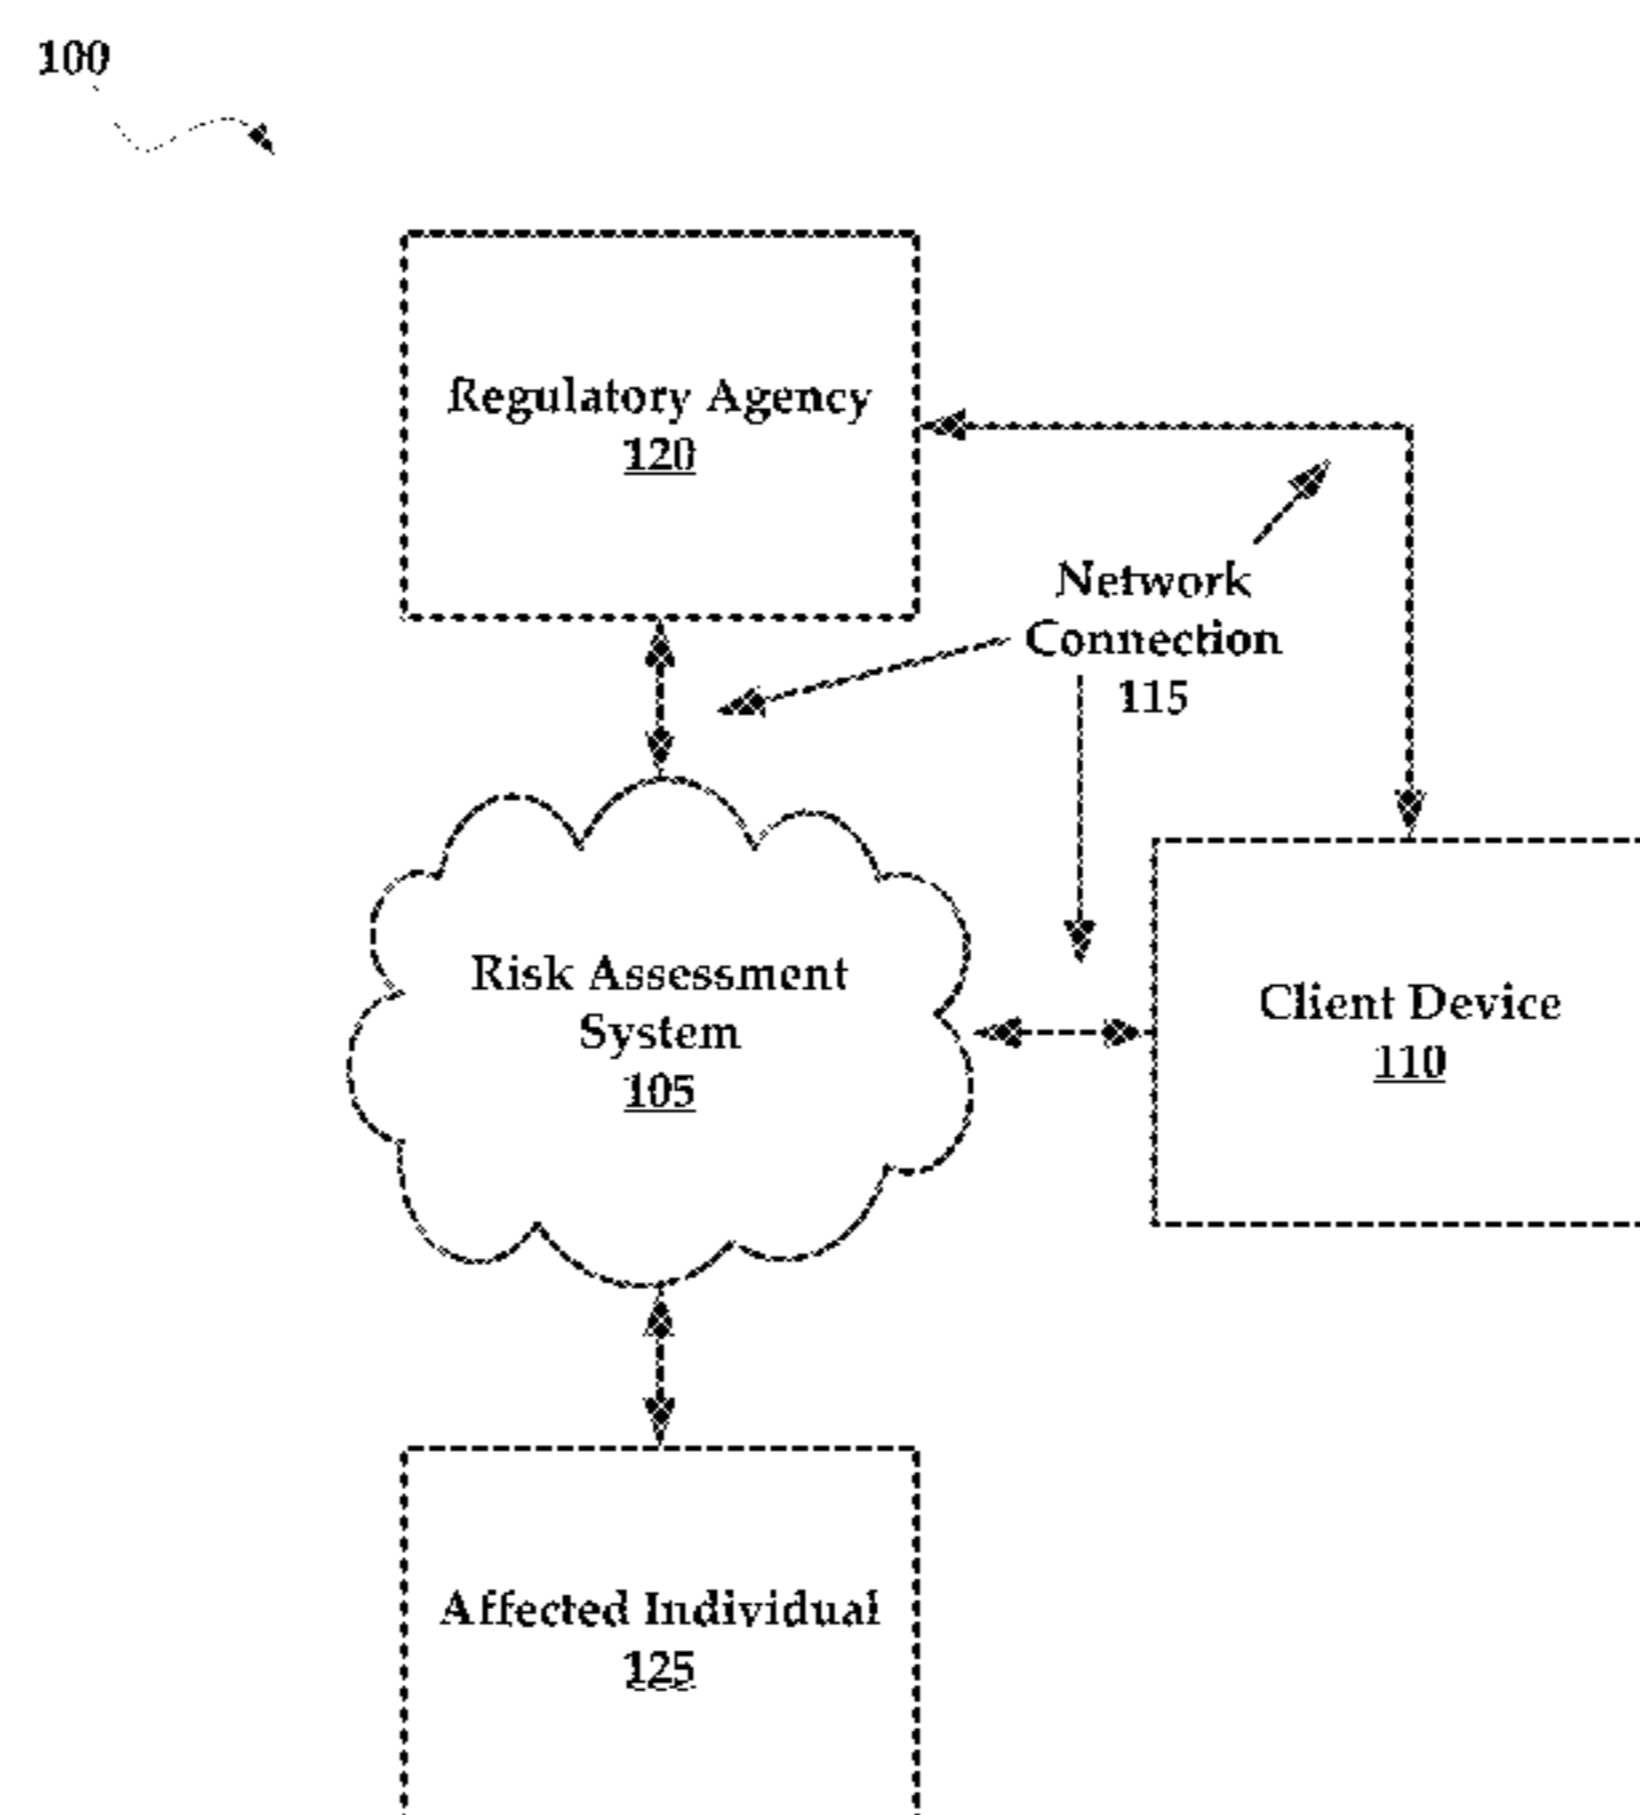 100
Regulatory Agency
120
Network
Connection
115
Risk Assessment
System
105
Client Device
110
Affected Individual
125